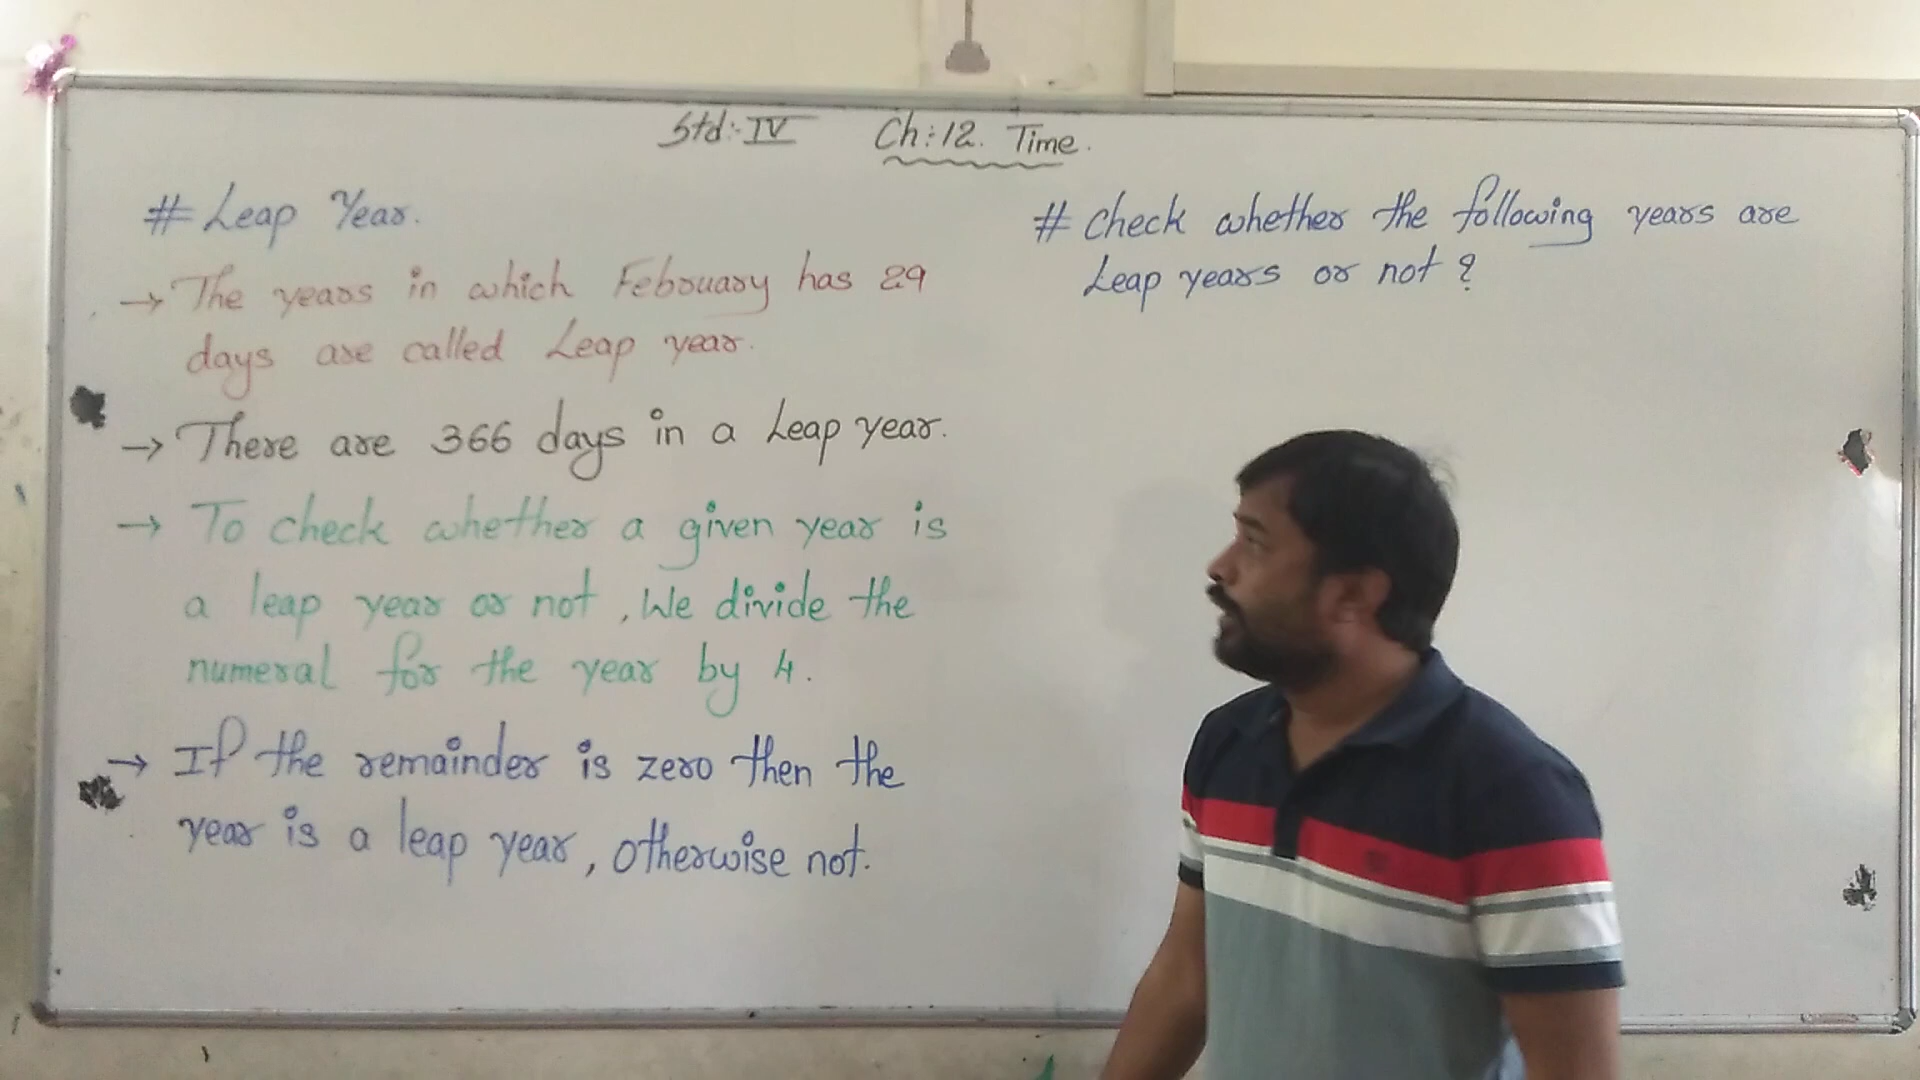 Std:-IV Ch:12. Time.
# Leap Year.
→ The years in which February has 29
days are called Leap year.
→ There are 366 days in a Leap year.
→ To check whether a given year is
a leap year or not, We divide the
numeral for the year by 4.
→ If the remainder is zero then the
year is a leap year, otherwise not.
# Check whether the following years are
Leap years or not ?